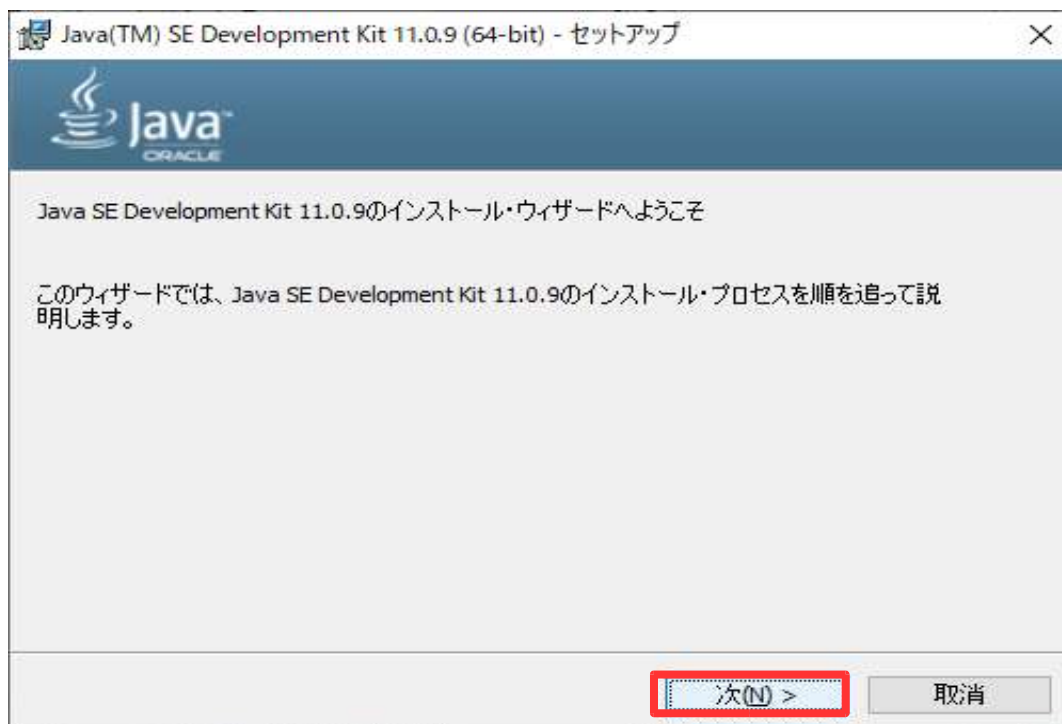 Java(TM) SE Development Kit 11.0.9 (64-bit) - セットアップ
Java™
ORACLE
Java SE Development Kit 11.0.9のインストール・ウィザードへようこそ
このウィザードでは、Java SE Development Kit 11.0.9のインストール・プロセスを順を追って説
明します。
次(N) >
取消